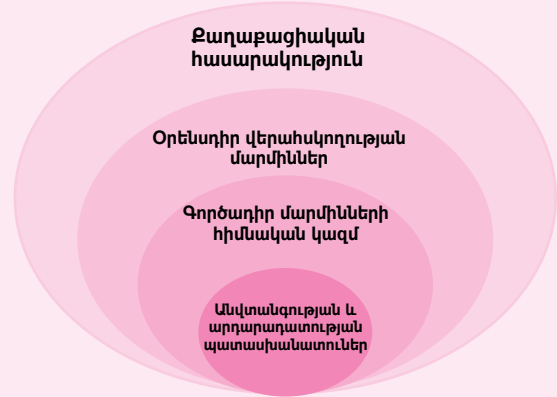 Քաղաքացիական
հասարակություն
Օրենսդիր վերահսկողության
մարմիններ
Գործադիր մարմինների
հիմնական կազմ
Անվտանգության և
արդարադատության
պատասխանատուներ